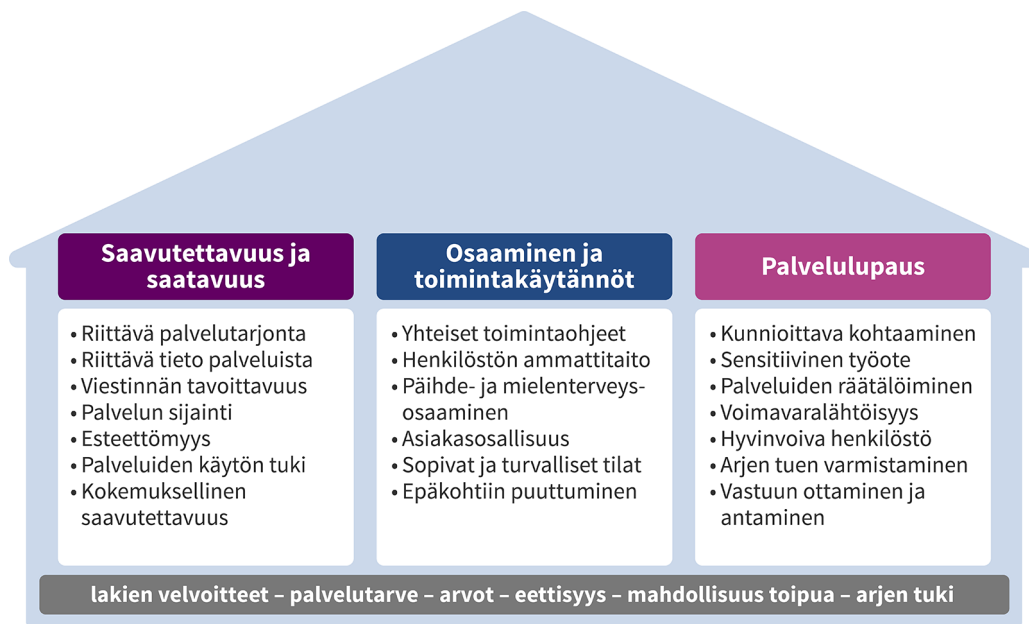 Saavutettavuus ja
saatavuus
• Riittävä palvelutarjonta
• Riittävä tieto palveluista
• Viestinnän tavoittavuus
• Palvelun sijainti
• Esteettömyys
• Palveluiden käytön tuki
• Kokemuksellinen
saavutettavuus
Osaaminen ja
toimintakäytännöt
• Yhteiset toimintaohjeet
• Henkilöstön ammattitaito
• Päihde- ja mielenterveys-
osaaminen
• Asiakasosallisuus
• Sopivat ja turvalliset tilat
• Epäkohtiin puuttuminen
Palvelulupaus
• Kunnioittava kohtaaminen
• Sensitiivinen työote
• Palveluiden räätälöiminen
• Voimavaralähtöisyys
• Hyvinvoiva henkilöstö
• Arjen tuen varmistaminen
• Vastuun ottaminen ja
antaminen
lakien velvoitteet – palvelutarve – arvot – eettisyys – mahdollisuus toipua – arjen tuki